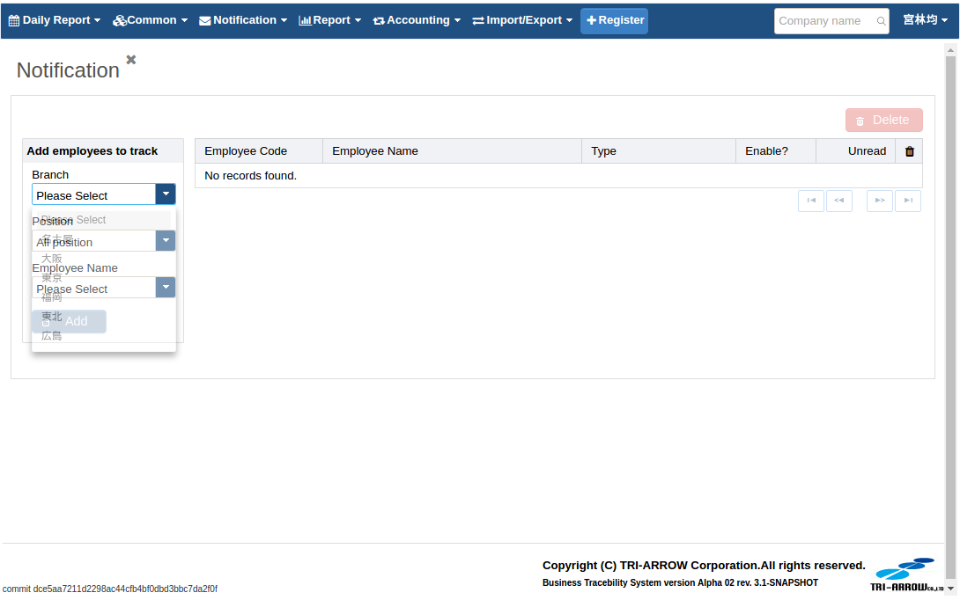 Daily Report Common Notification Report Accounting Import/Export Register Company name 宮林均
Notification
Delete
Add employees to track
Employee Code Employee Name Type Enable? Unread
No records found.
Branch
Please Select
Please Select
Position
名古屋
All position
大阪
Employee Name
東京
Please Select
福岡
東北
Add
広島
Copyright (C) TRI-ARROW Corporation.All rights reserved.
Business Tracebility System version Alpha 02 rev. 3.1-SNAPSHOT
TRI-ARROW CO.,LTD
commit dce5aa7211d2298ac44cfb4bf0dbd3bbc7da2f0f